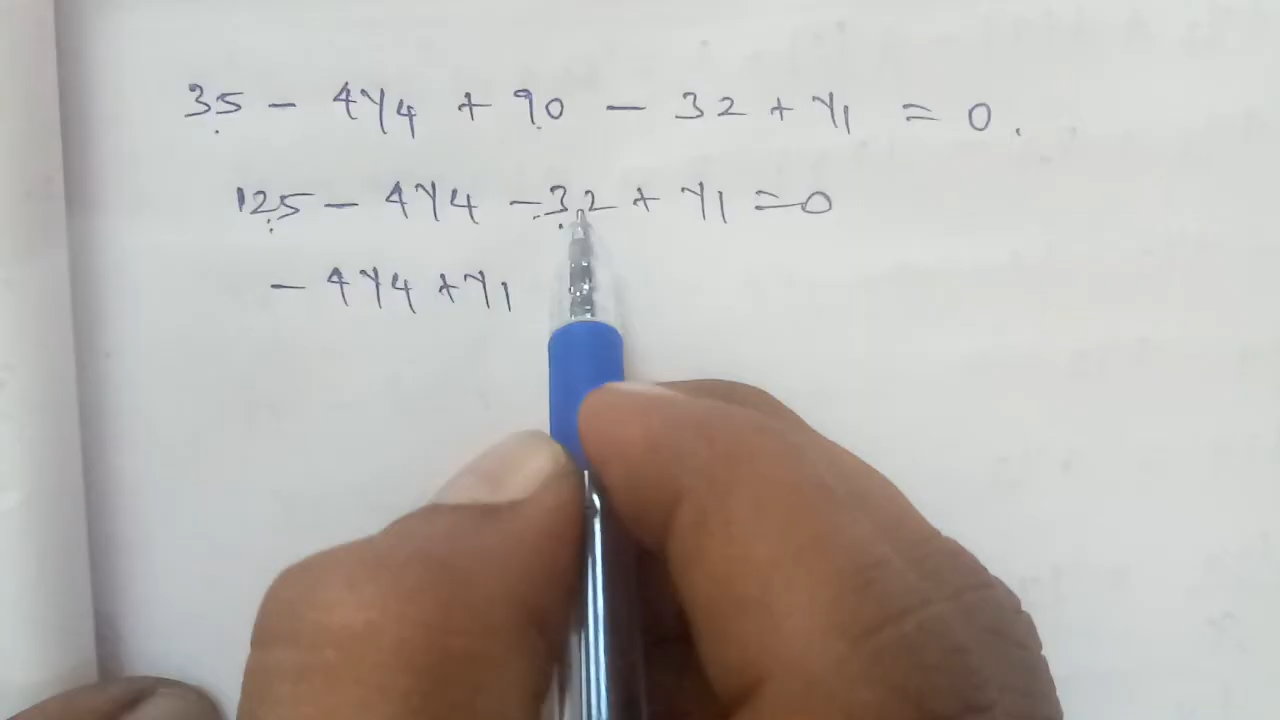 35 - 4y4 + 90 - 32 + y1 = 0.
125 - 4y4 - 32 + y1 = 0
- 4y4 + y1